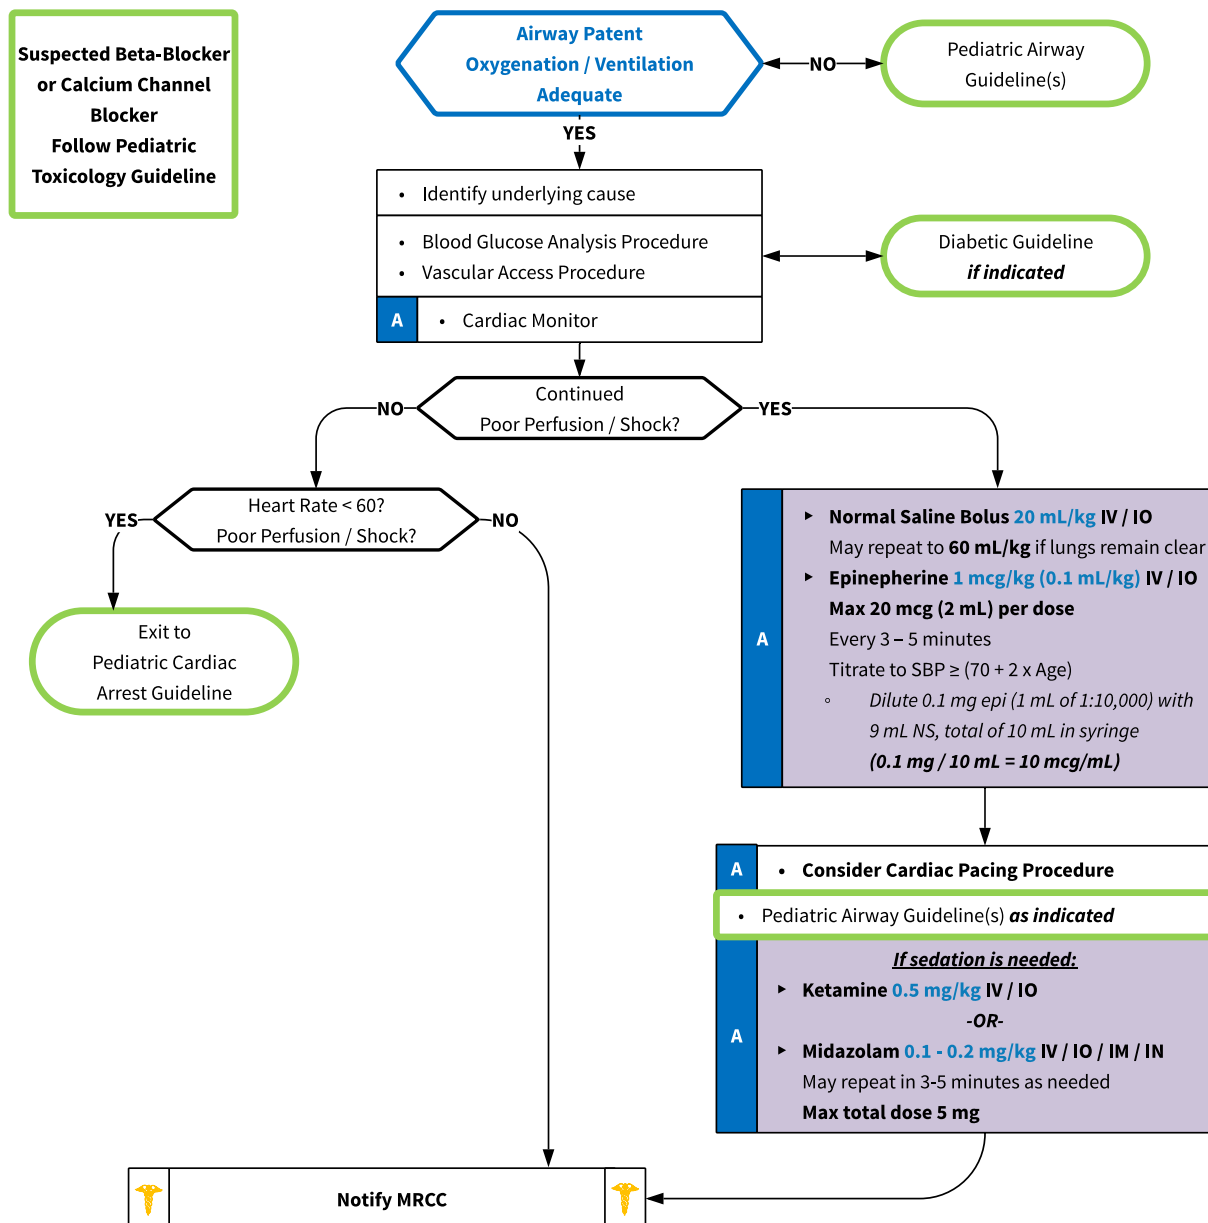 Suspected Beta-Blocker
or Calcium Channel
Blocker
Follow Pediatric
Toxicology Guideline
Airway Patent
Oxygenation / Ventilation
Adequate
NO
Pediatric Airway
Guideline(s)
YES
• Identify underlying cause
• Blood Glucose Analysis Procedure
• Vascular Access Procedure
Diabetic Guideline
if indicated
A • Cardiac Monitor
Continued
Poor Perfusion / Shock?
NO
YES
Heart Rate < 60?
Poor Perfusion / Shock?
YES
NO
Exit to
Pediatric Cardiac
Arrest Guideline
A
▸ Normal Saline Bolus 20 mL/kg IV / IO
May repeat to 60 mL/kg if lungs remain clear
▸ Epinepherine 1 mcg/kg (0.1 mL/kg) IV / IO
Max 20 mcg (2 mL) per dose
Every 3 – 5 minutes
Titrate to SBP ≥ (70 + 2 x Age)
◦ Dilute 0.1 mg epi (1 mL of 1:10,000) with
9 mL NS, total of 10 mL in syringe
(0.1 mg / 10 mL = 10 mcg/mL)
A • Consider Cardiac Pacing Procedure
• Pediatric Airway Guideline(s) as indicated
A
If sedation is needed:
▸ Ketamine 0.5 mg/kg IV / IO
-OR-
▸ Midazolam 0.1 - 0.2 mg/kg IV / IO / IM / IN
May repeat in 3-5 minutes as needed
Max total dose 5 mg
Notify MRCC